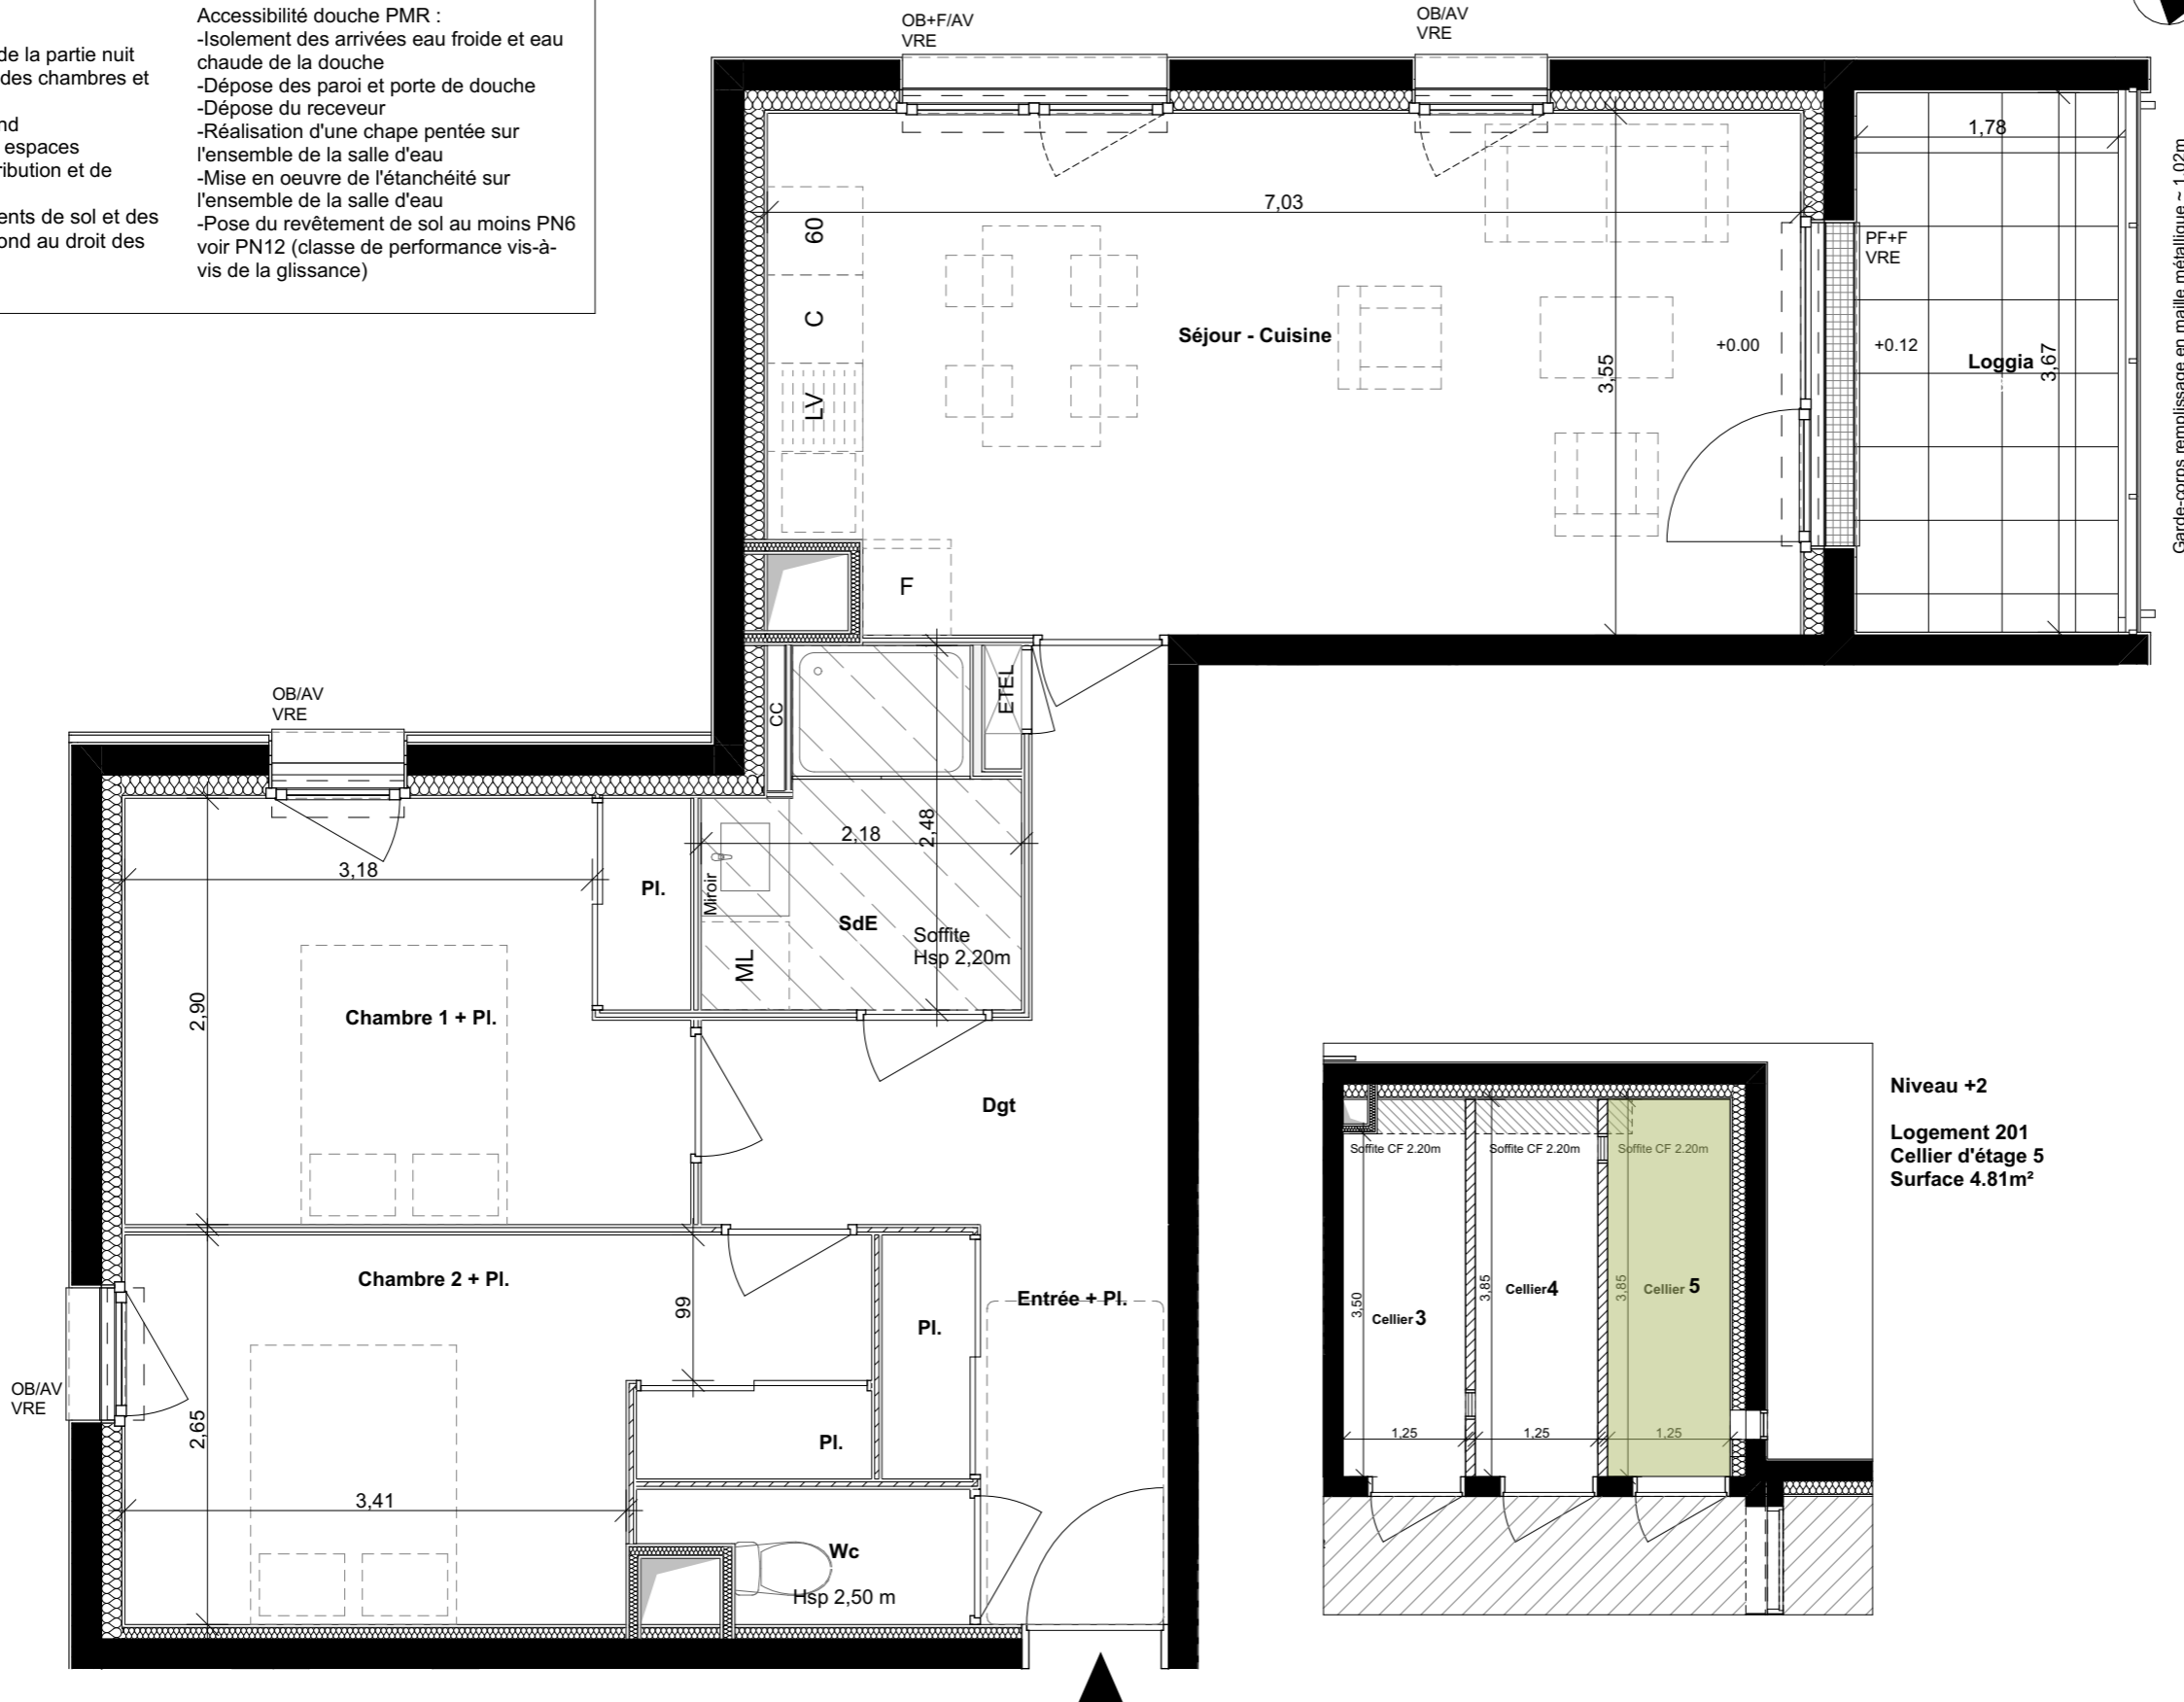 de la partie nuit
des chambres et
nd
espaces
ribution et de
ents de sol et des
ond au droit des
Accessibilité douche PMR :
-Isolement des arrivées eau froide et eau
chaude de la douche
-Dépose des paroi et porte de douche
-Dépose du receveur
-Réalisation d'une chape pentée sur
l'ensemble de la salle d'eau
-Mise en oeuvre de l'étanchéité sur
l'ensemble de la salle d'eau
-Pose du revêtement de sol au moins PN6
voir PN12 (classe de performance vis-à-
vis de la glissance)
OB+F/AV
VRE
OB/AV
VRE
1,78
7,03
60
C
LV
F
Séjour - Cuisine
3,55
+0.00
PF+F
VRE
+0.12
Loggia
3,67
Garde-corps remplissage en maille métallique ~ 1.02m
OB/AV
VRE
CC
ETEL
3,18
Pl.
2,18
2,48
Miroir
SdE
Soffite
Hsp 2,20m
ML
2,90
Chambre 1 + Pl.
Dgt
Chambre 2 + Pl.
99
Pl.
Entrée + Pl.
OB/AV
VRE
2,65
Pl.
3,41
Wc
Hsp 2,50 m
Niveau +2
Logement 201
Cellier d'étage 5
Surface 4.81m²
Soffite CF 2.20m
Soffite CF 2.20m
Soffite CF 2.20m
3,50
Cellier 3
3,85
Cellier 4
3,85
Cellier 5
1,25
1,25
1,25